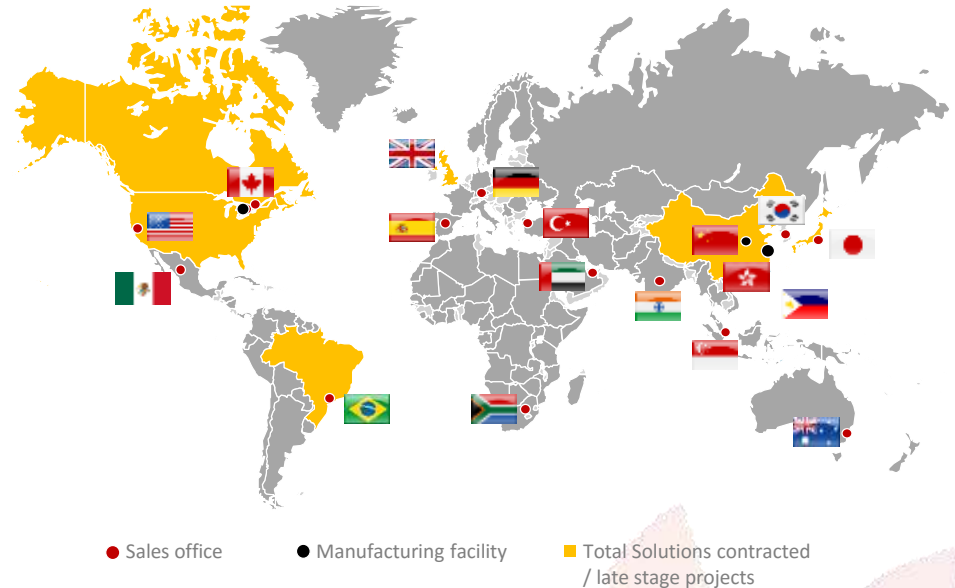 Sales office
Manufacturing facility
Total Solutions contracted
/ late stage projects